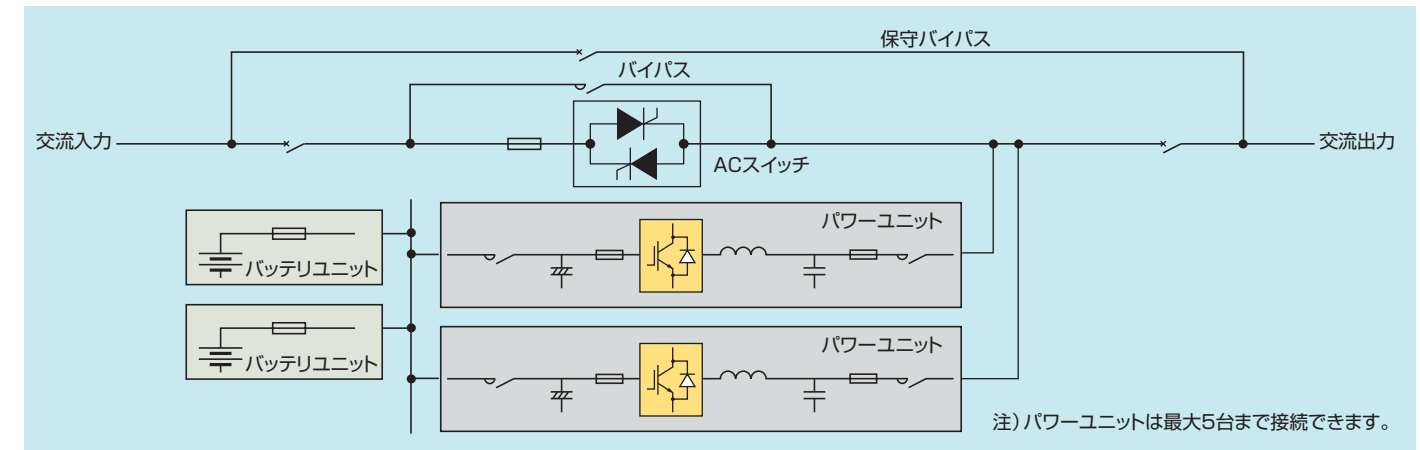 保守バイパス
バイパス
交流入力
ACスイッチ
交流出力
パワーユニット
バッテリユニット
パワーユニット
バッテリユニット
注)パワーユニットは最大5台まで接続できます。